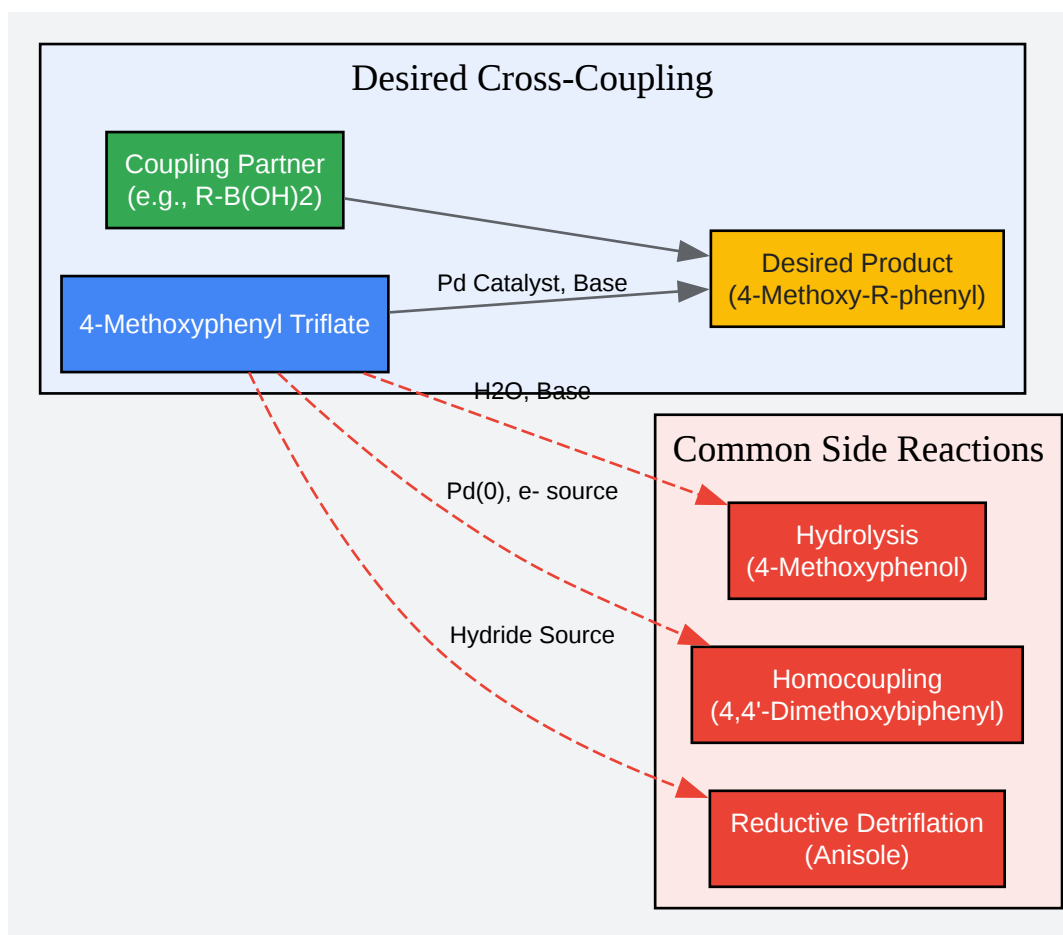 Desired Cross-Coupling
Coupling Partner
(e.g., R-B(OH)2)
Desired Product
(4-Methoxy-R-phenyl)
Pd Catalyst, Base
4-Methoxyphenyl Triflate
H2O, Base
Common Side Reactions
Pd(0), e- source
Hydrolysis
(4-Methoxyphenol)
Hydride Source
Homocoupling
(4,4'-Dimethoxybiphenyl)
Reductive Detriflation
(Anisole)